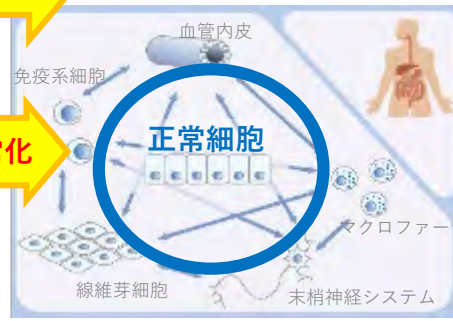 血管内皮
免疫系細胞
正常細胞
化
マクロファー
線維芽細胞
末梢神経システム